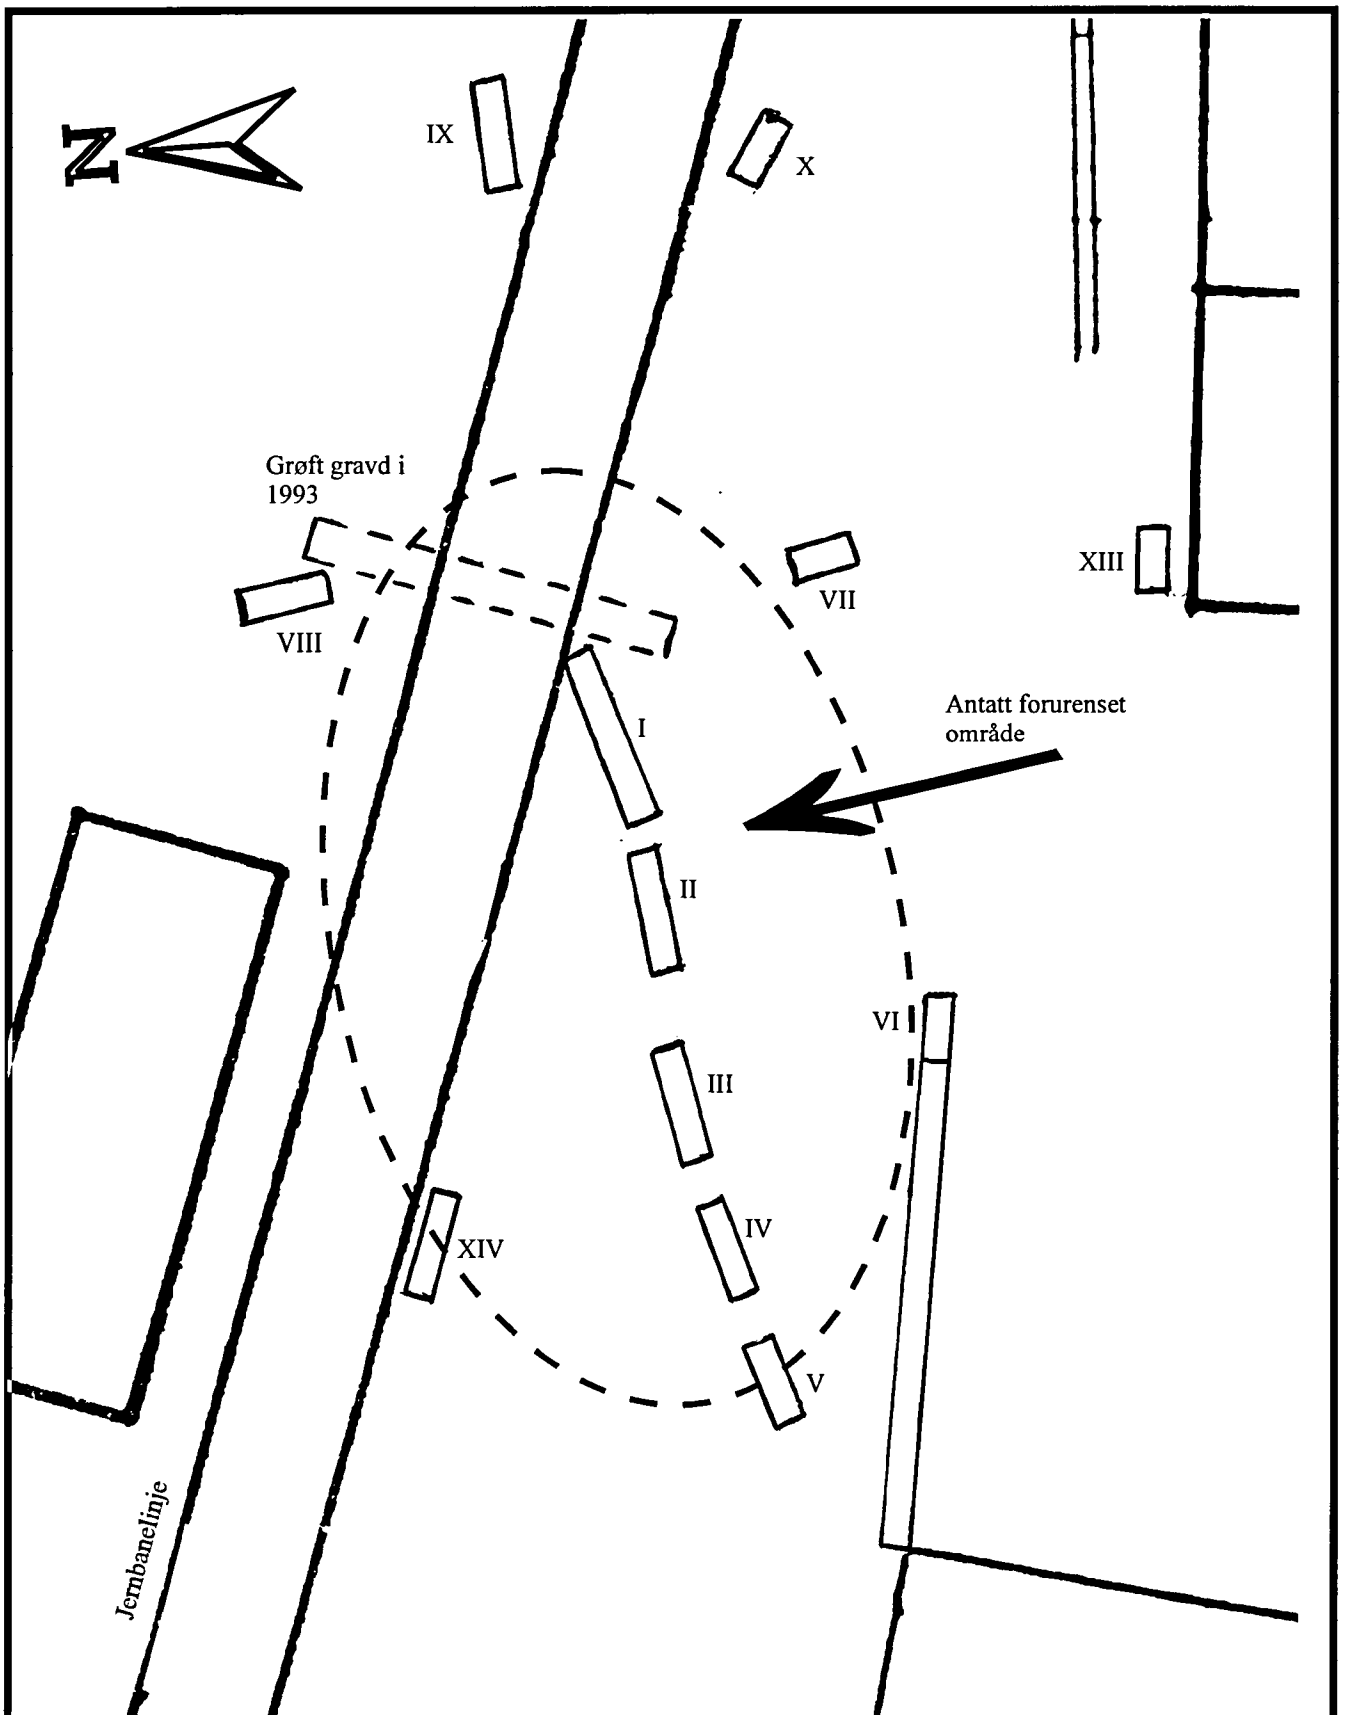 N
IX
X
Grøft gravd i
1993
XIII
VII
VIII
Antatt forurenset
område
I
II
VI
III
IV
XIV
V
Jernbanelinje